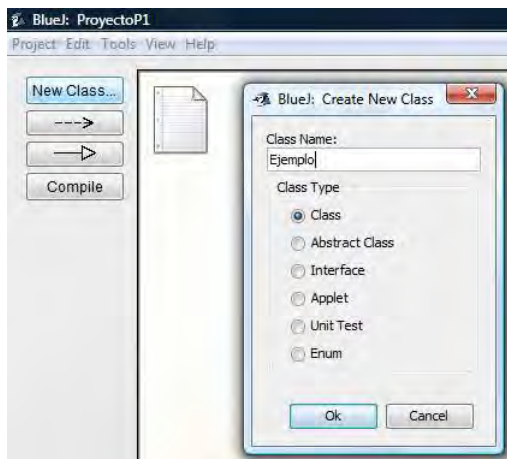 BlueJ: ProyectoP1
Project Edit Tools View Help
New Class...
Compile
BlueJ: Create New Class
Class Name:
Ejemplo
Class Type
Class
Abstract Class
Interface
Applet
Unit Test
Enum
Ok Cancel